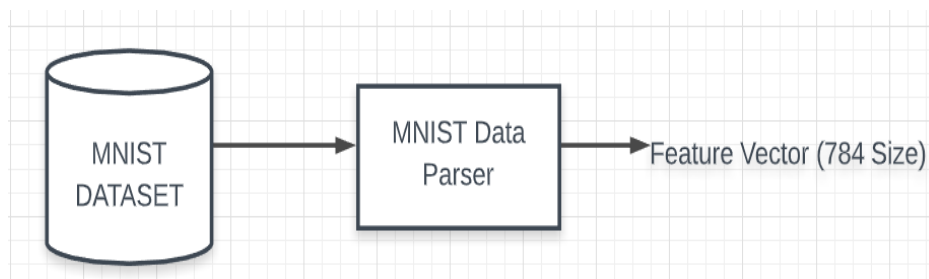 MNIST
DATASET
MNIST Data
Parser
Feature Vector (784 Size)